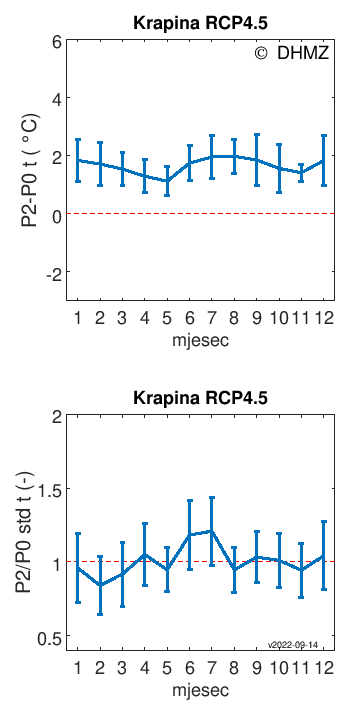 Krapina RCP4.5
© DHMZ
P2-P0 t ( °C)
6
4
2
0
-2
1 2 3 4 5 6 7 8 9 10 11 12
mjesec
Krapina RCP4.5
P2/P0 std t (-)
2
1.5
1
0.5
v2022-09-14
1 2 3 4 5 6 7 8 9 10 11 12
mjesec